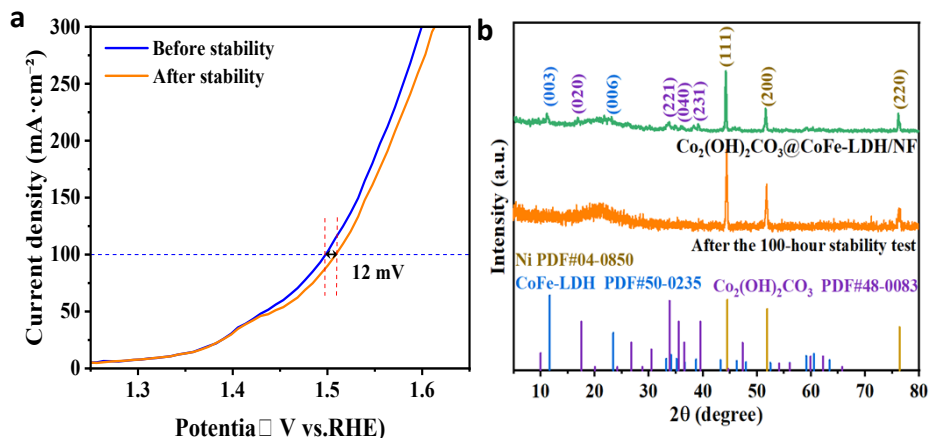 a
300
250
200
150
100
50
0
Current density (mA·cm⁻²)
Before stability
After stability
12 mV
1.3 1.4 1.5 1.6
Potentia□ V vs.RHE)
b
Intensity (a.u.)
(003)
(020)
(006)
(221)
(040)
(231)
(111)
(200)
(220)
Co₂(OH)₂CO₃@CoFe-LDH/NF
After the 100-hour stability test
Ni PDF#04-0850
CoFe-LDH PDF#50-0235
Co₂(OH)₂CO₃ PDF#48-0083
10 20 30 40 50 60 70 80
2θ (degree)